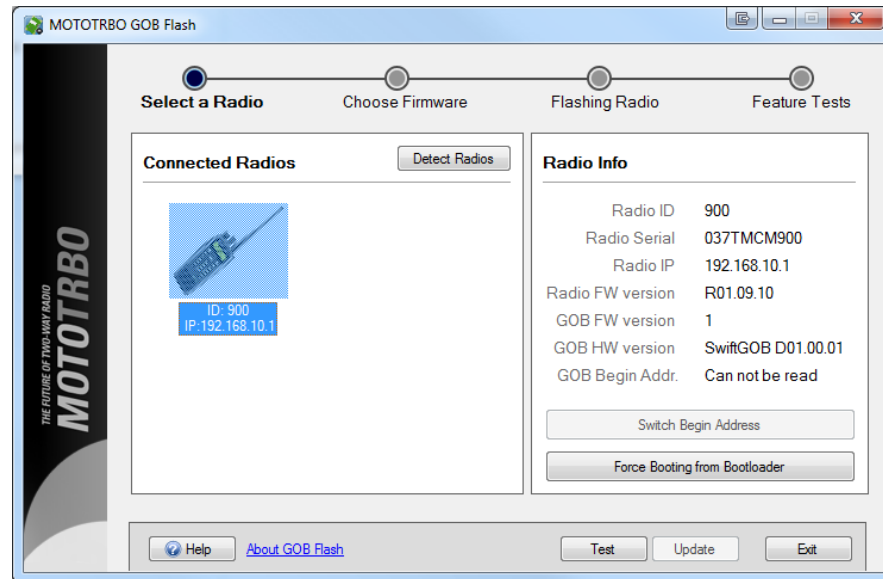 MOTOTRBO GOB Flash
Select a Radio
Choose Firmware
Flashing Radio
Feature Tests
THE FUTURE OF TWO-WAY RADIO
MOTOTRBO
Connected Radios
Detect Radios
ID: 900
IP:192.168.10.1
Radio Info
Radio ID 900
Radio Serial 037TMCM900
Radio IP 192.168.10.1
Radio FW version R01.09.10
GOB FW version 1
GOB HW version SwiftGOB D01.00.01
GOB Begin Addr. Can not be read
Switch Begin Address
Force Booting from Bootloader
Help
About GOB Flash
Test
Update
Exit